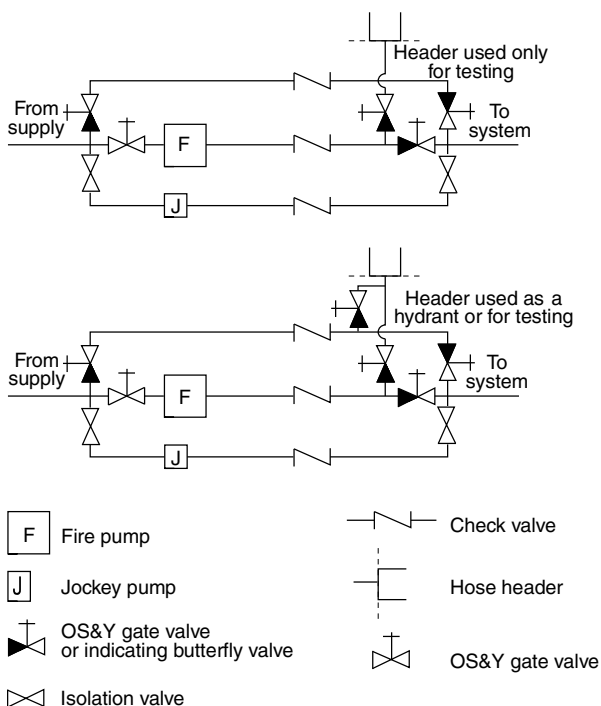 Header used only
for testing
From
supply
To
system
F
J
Header used as a
hydrant or for testing
From
supply
To
system
F
J
F Fire pump
Check valve
J Jockey pump
Hose header
OS&Y gate valve
or indicating butterfly valve
OS&Y gate valve
Isolation valve